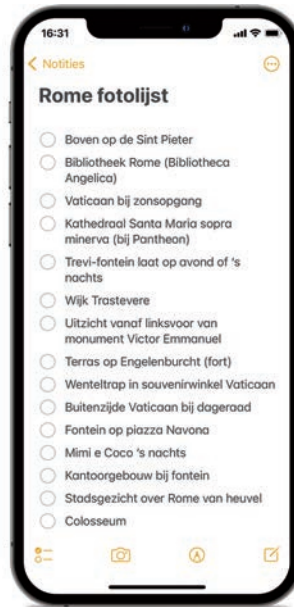 16:31
Notities
Rome fotolijst
Boven op de Sint Pieter
Bibliotheek Rome (Bibliotheca
Angelica)
Vaticaan bij zonsopgang
Kathedraal Santa Maria sopra
minerva (bij Pantheon)
Trevi-fontein laat op avond of 's
nachts
Wijk Trastevere
Uitzicht vanaf linksvoor van
monument Victor Emmanuel
Terras op Engelenburcht (fort)
Wenteltrap in souvenirwinkel Vaticaan
Buitenzijde Vaticaan bij dageraad
Fontein op piazza Navona
Mimi e Coco 's nachts
Kantoorgebouw bij fontein
Stadsgezicht over Rome van heuvel
Colosseum